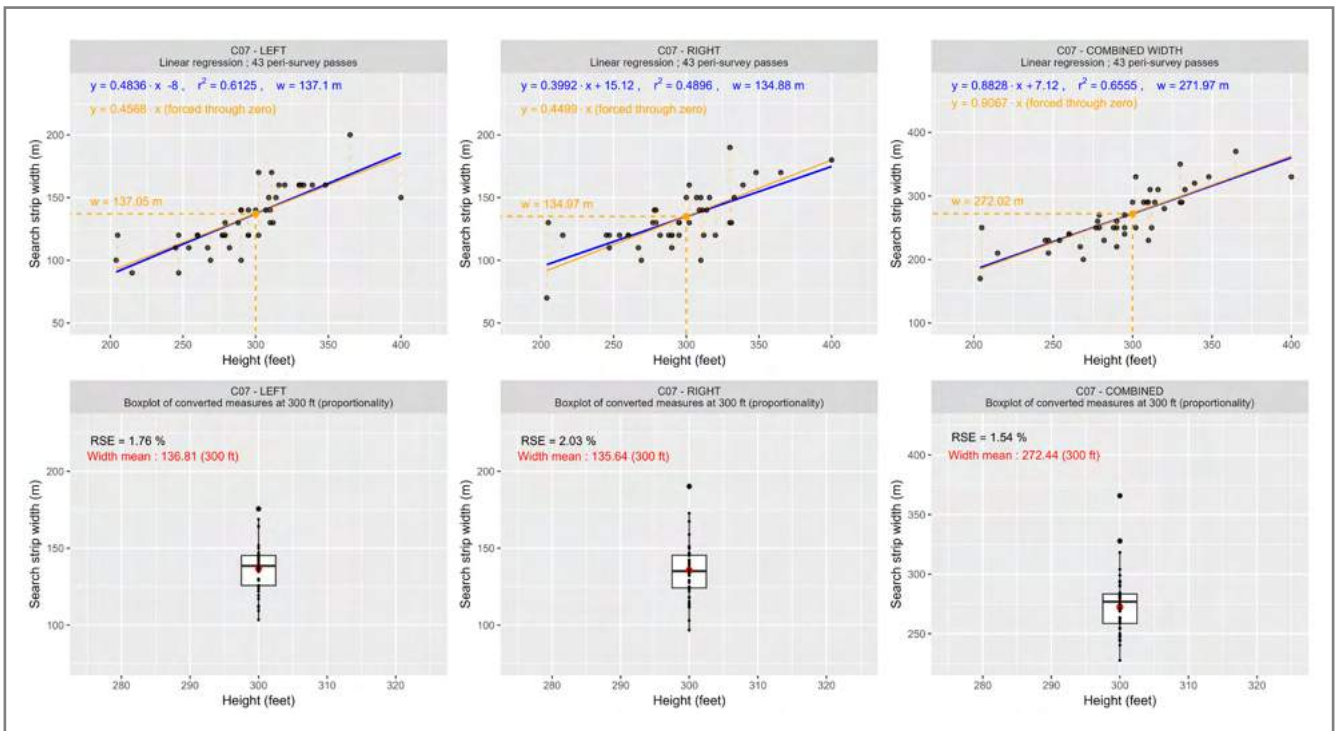 C07 - LEFT
Linear regression ; 43 peri-survey passes
y = 0.4836 · x -8 , r² = 0.6125 , w = 137.1 m
y = 0.4568 · x (forced through zero)
w = 137.05 m
Search strip width (m)
200
150
100
50
200 250 300 350 400
Height (feet)
C07 - RIGHT
Linear regression ; 43 peri-survey passes
y = 0.3992 · x + 15.12 , r² = 0.4896 , w = 134.88 m
y = 0.4499 · x (forced through zero)
w = 134.97 m
Search strip width (m)
200
150
100
50
200 250 300 350 400
Height (feet)
C07 - COMBINED WIDTH
Linear regression ; 43 peri-survey passes
y = 0.8828 · x + 7.12 , r² = 0.6555 , w = 271.97 m
y = 0.9067 · x (forced through zero)
w = 272.02 m
Search strip width (m)
400
300
200
100
200 250 300 350 400
Height (feet)
C07 - LEFT
Boxplot of converted measures at 300 ft (proportionality)
RSE = 1.76 %
Width mean : 136.81 (300 ft)
Search strip width (m)
200
150
100
280 290 300 310 320
Height (feet)
C07 - RIGHT
Boxplot of converted measures at 300 ft (proportionality)
RSE = 2.03 %
Width mean : 135.64 (300 ft)
Search strip width (m)
200
150
100
280 290 300 310 320
Height (feet)
C07 - COMBINED
Boxplot of converted measures at 300 ft (proportionality)
RSE = 1.54 %
Width mean : 272.44 (300 ft)
Search strip width (m)
400
350
300
250
280 290 300 310 320
Height (feet)